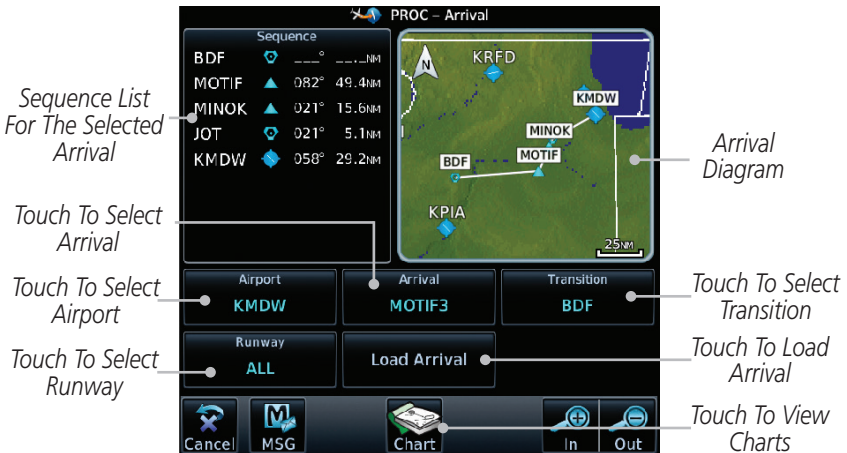 PROC – Arrival
Sequence
BDF ___° __._NM
MOTIF 082° 49.4NM
MINOK 021° 15.6NM
JOT 021° 5.1NM
KMDW 058° 29.2NM
N
KRFD
KMDW
MINOK
MOTIF
BDF
KPIA
25NM
Sequence List
For The Selected
Arrival
Arrival
Diagram
Touch To Select
Arrival
Touch To Select
Airport
Airport
KMDW
Arrival
MOTIF3
Transition
BDF
Touch To Select
Transition
Touch To Select
Runway
Runway
ALL
Load Arrival
Touch To Load
Arrival
Cancel
MSG
Chart
In
Out
Touch To View
Charts